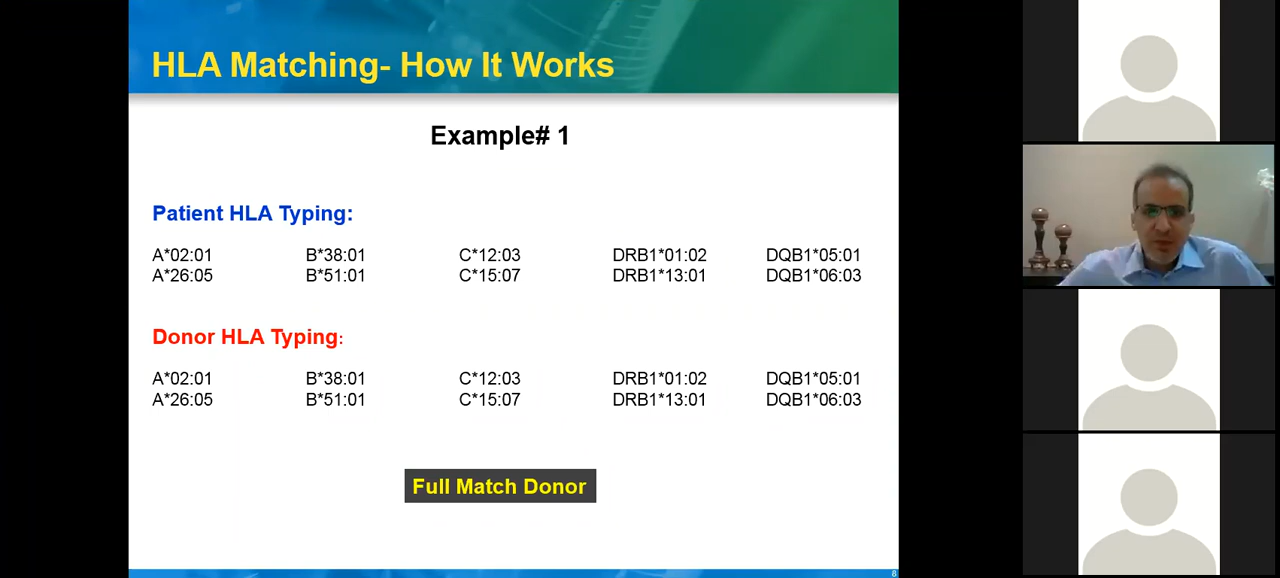 HLA Matching- How It Works
Example# 1
Patient HLA Typing:
A*02:01 B*38:01 C*12:03 DRB1*01:02 DQB1*05:01
A*26:05 B*51:01 C*15:07 DRB1*13:01 DQB1*06:03
Donor HLA Typing:
A*02:01 B*38:01 C*12:03 DRB1*01:02 DQB1*05:01
A*26:05 B*51:01 C*15:07 DRB1*13:01 DQB1*06:03
Full Match Donor
8